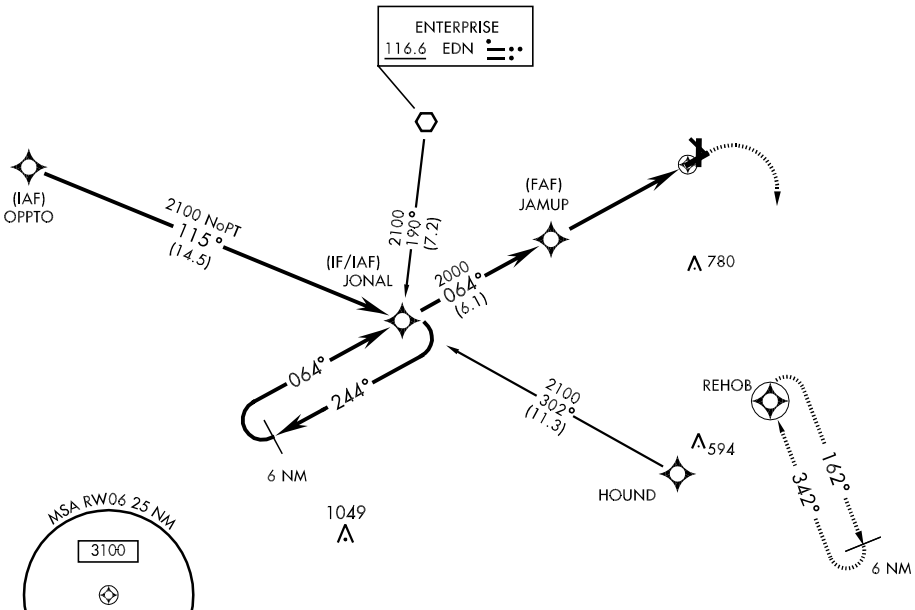 ENTERPRISE
116.6 EDN
(IAF)
OPPTO
2100 NoPT
115°
(14.5)
2100
190°
(7.2)
(FAF)
JAMUP
(IF/IAF)
JONAL
2000
064°
(6.1)
780
064°
244°
6 NM
2100
302°
(11.3)
REHOB
594
HOUND
162°
342°
6 NM
1049
MSA RW06 25 NM
3100